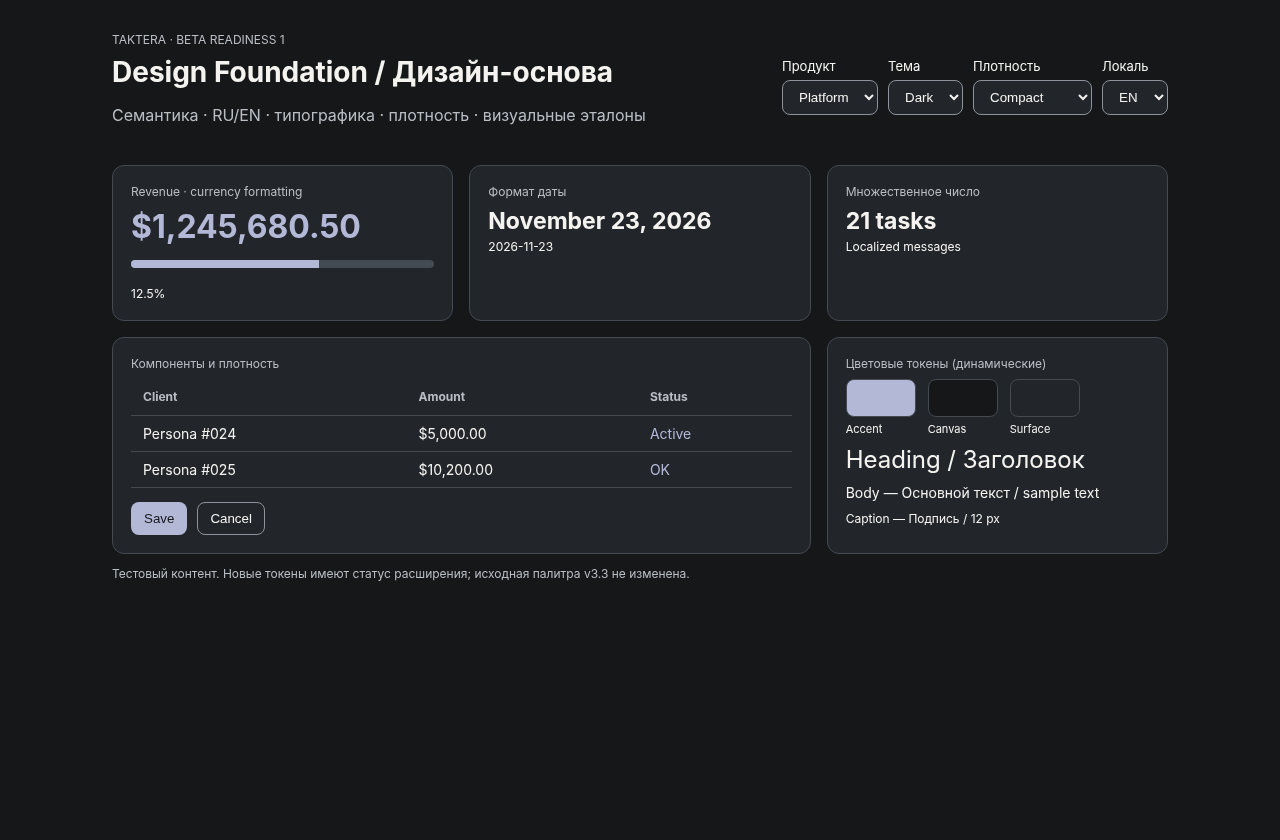 TAKTERA · BETA READINESS 1
Design Foundation / Дизайн-основа
Семантика · RU/EN · типографика · плотность · визуальные эталоны
Продукт Тема Плотность Локаль
Platform Dark Compact EN
Revenue · currency formatting
$1,245,680.50
12.5%
Формат даты
November 23, 2026
2026-11-23
Множественное число
21 tasks
Localized messages
Компоненты и плотность
Client Amount Status
Persona #024 $5,000.00 Active
Persona #025 $10,200.00 OK
Save Cancel
Цветовые токены (динамические)
Accent Canvas Surface
Heading / Заголовок
Body — Основной текст / sample text
Caption — Подпись / 12 px
Тестовый контент. Новые токены имеют статус расширения; исходная палитра v3.3 не изменена.